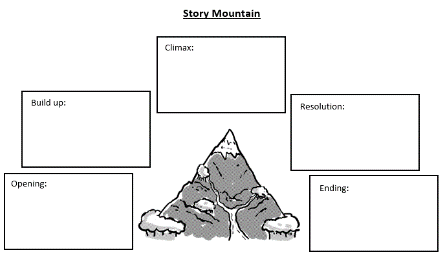 Story Mountain
Climax:
Build up:
Resolution:
Opening:
Ending: